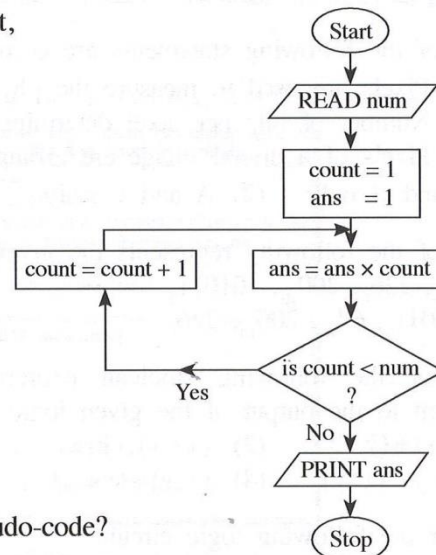 t,
Start
READ num
count = 1
ans = 1
count = count + 1
ans = ans × count
is count < num
?
Yes
No
PRINT ans
Stop
udo-code?